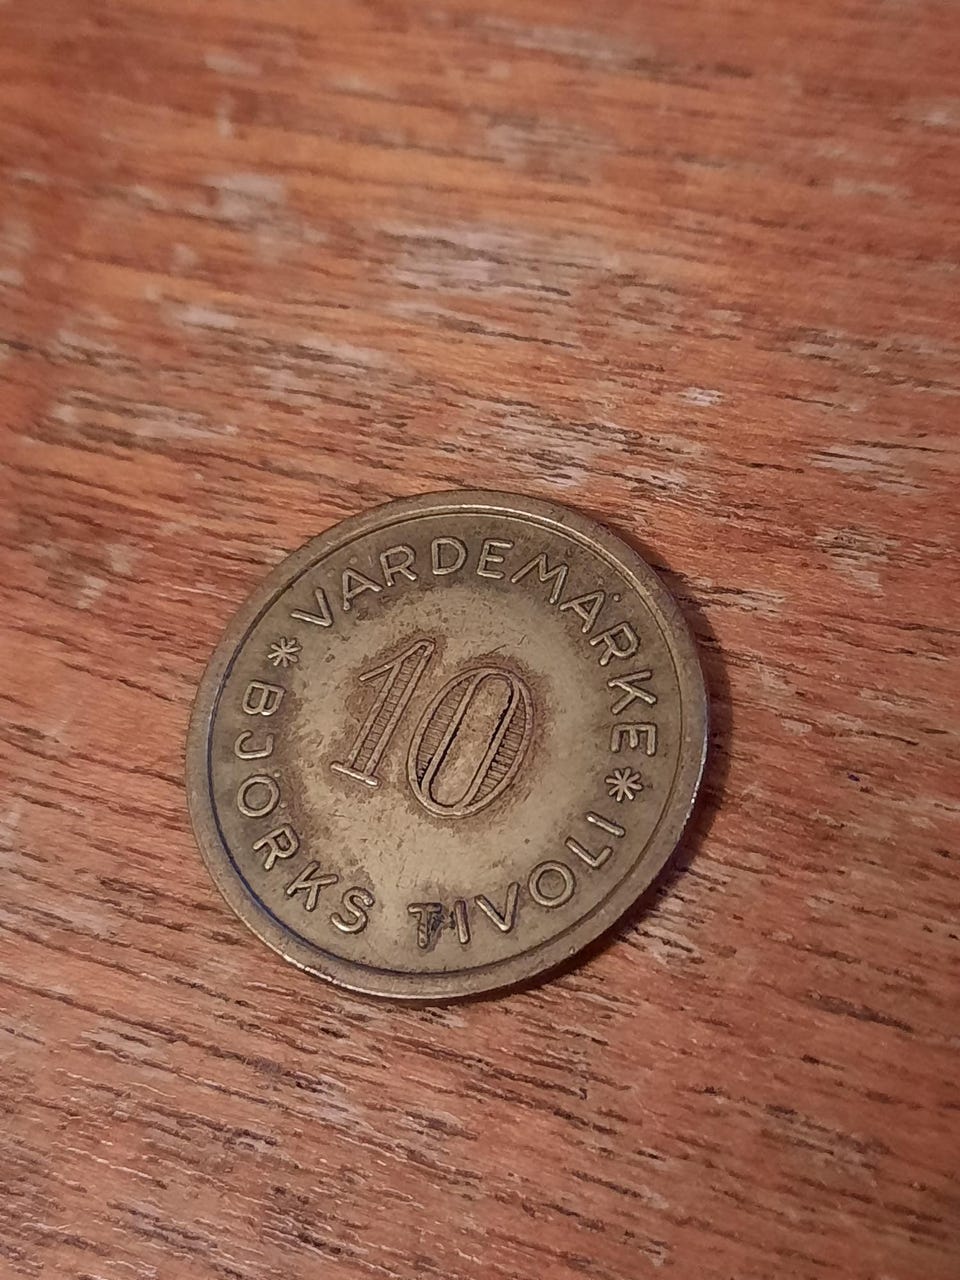 VÄRDEMÄRKE
10
* BJÖRKS TIVOLI *